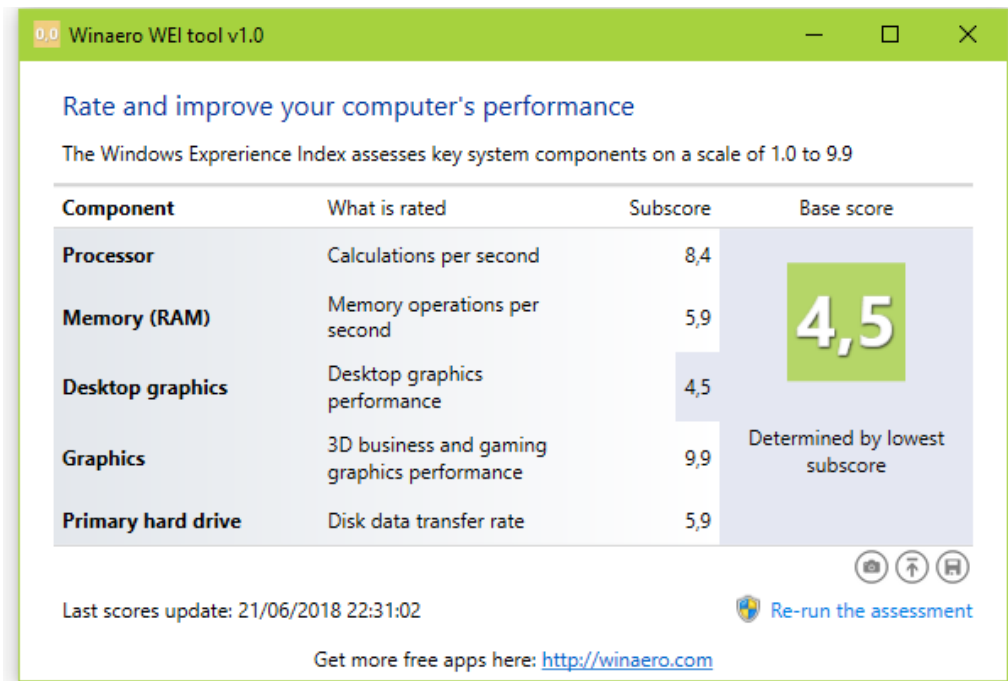 0,0 Winaero WEI tool v1.0
Rate and improve your computer's performance
The Windows Exprerience Index assesses key system components on a scale of 1.0 to 9.9
Component What is rated Subscore Base score
Processor Calculations per second 8,4
Memory (RAM) Memory operations per
second 5,9
Desktop graphics Desktop graphics
performance 4,5
Graphics 3D business and gaming
graphics performance 9,9
Primary hard drive Disk data transfer rate 5,9
4,5
Determined by lowest
subscore
Last scores update: 21/06/2018 22:31:02 Re-run the assessment
Get more free apps here: http://winaero.com